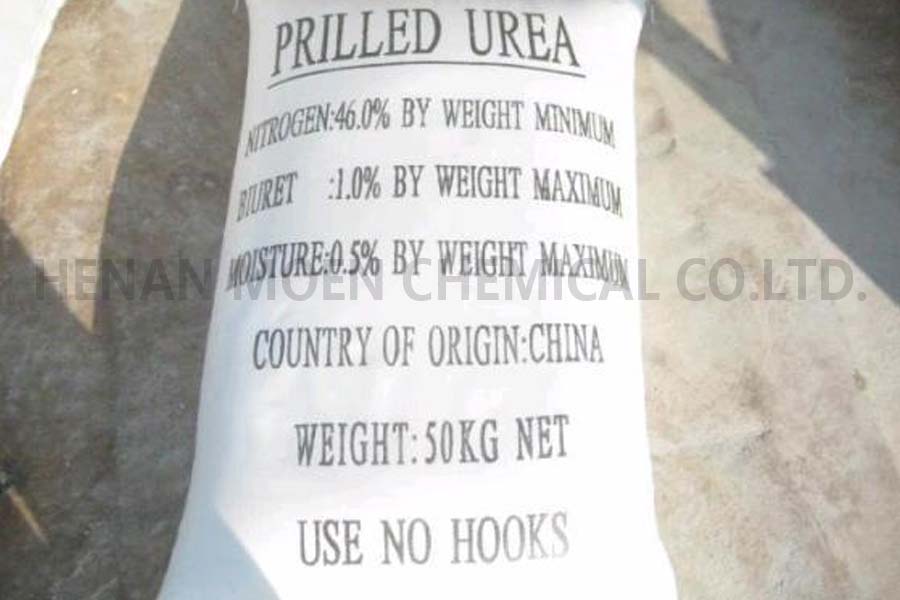 PRILLED UREA
NITROGEN:46.0% BY WEIGHT MINIMUM
BIURET :1.0% BY WEIGHT MAXIMUM
MOISTURE:0.5% BY WEIGHT MAXIMUM
HENAN MOEN CHEMICAL CO.LTD.
COUNTRY OF ORIGIN:CHINA
WEIGHT:50KG NET
USE NO HOOKS